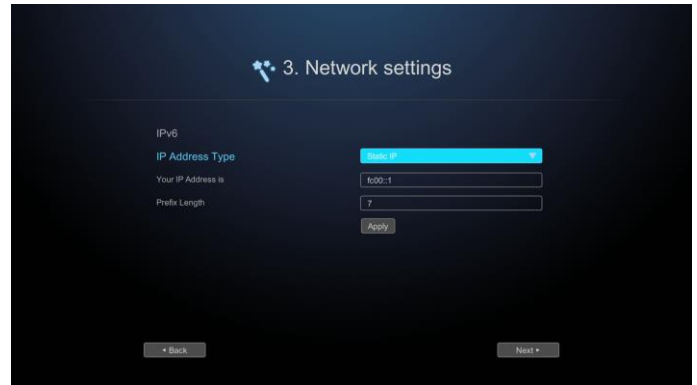 3. Network settings
IPv6
IP Address Type
Static IP
Your IP Address is
fc00::1
Prefix Length
7
Apply
Back
Next